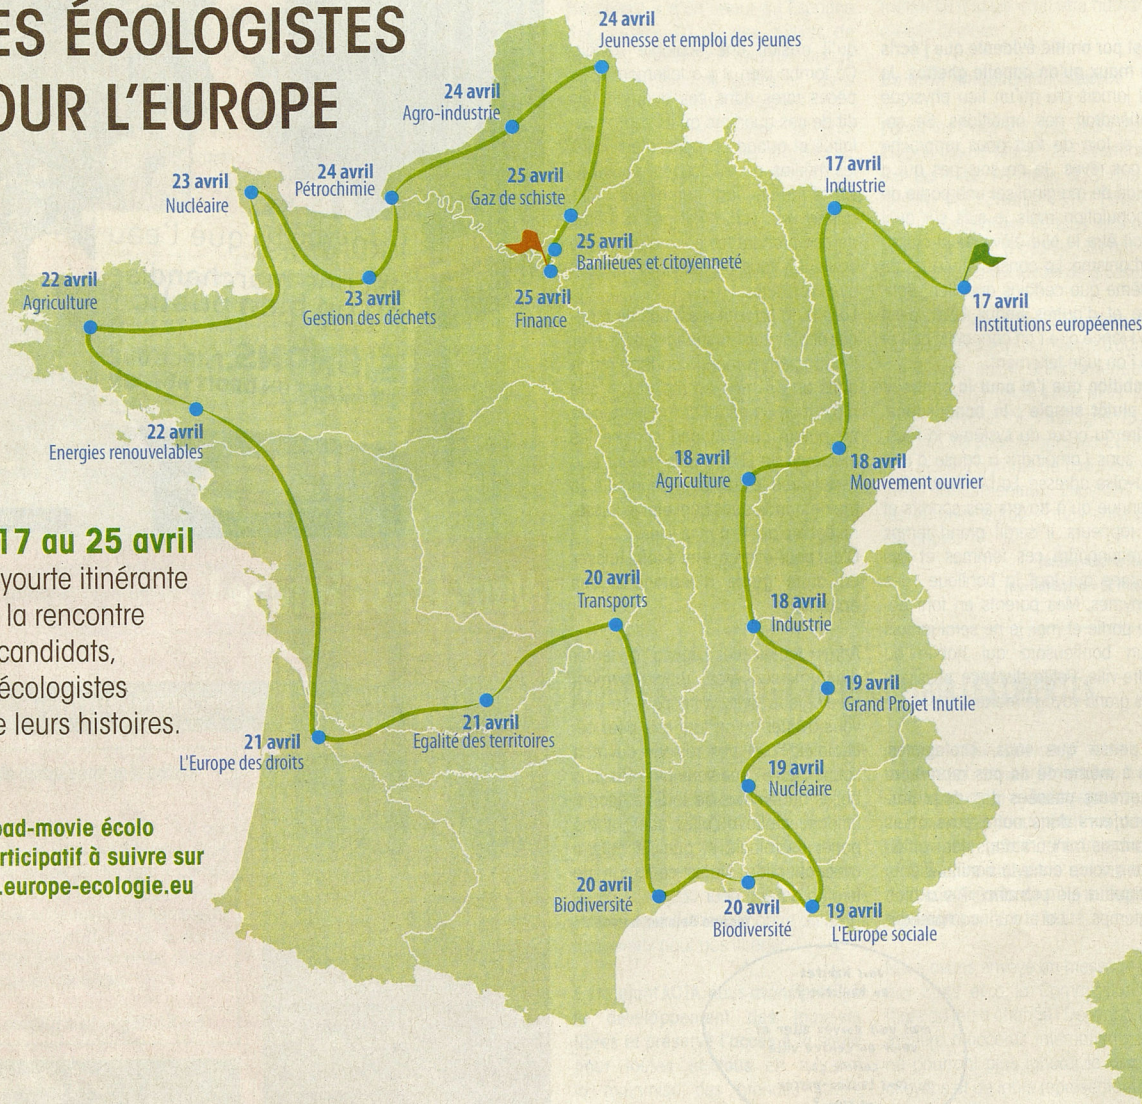 ES ÉCOLOGISTES
OUR L'EUROPE
24 avril
Jeunesse et emploi des jeunes
24 avril
Agro-industrie
24 avril
Pétrochimie
23 avril
Nucléaire
25 avril
Gaz de schiste
25 avril
Banlieues et citoyenneté
25 avril
Finance
17 avril
Industrie
17 avril
Institutions européennes
22 avril
Agriculture
23 avril
Gestion des déchets
22 avril
Energies renouvelables
18 avril
Agriculture
18 avril
Mouvement ouvrier
17 au 25 avril
yourte itinérante
la rencontre
candidats,
écologistes
e leurs histoires.
20 avril
Transports
18 avril
Industrie
19 avril
Grand Projet Inutile
21 avril
Egalité des territoires
21 avril
L'Europe des droits
19 avril
Nucléaire
oad-movie écolo
rticipatif à suivre sur
.europe-ecologie.eu
20 avril
Biodiversité
20 avril
Biodiversité
19 avril
L'Europe sociale